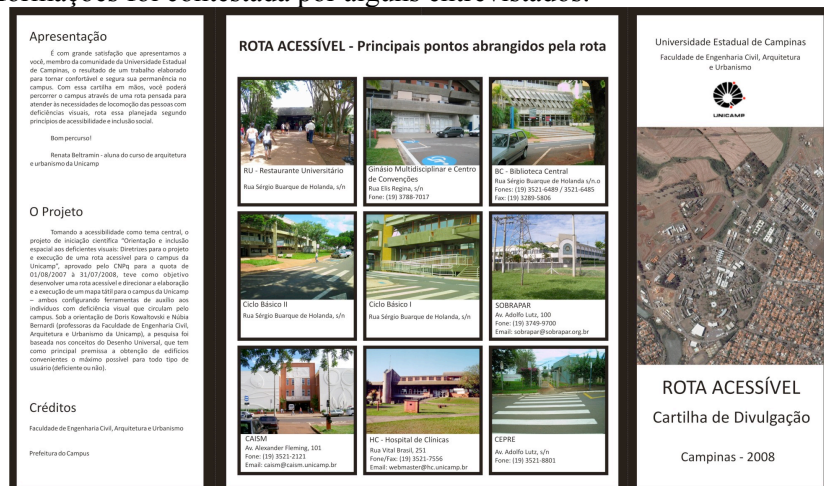 formações foi contestada por alguns entrevistados.
Apresentação
É com grande satisfação que apresentamos a
você, membro da comunidade da Universidade Estadual
de Campinas, o resultado de um trabalho elaborado
para tornar confortável e segura sua permanência no
campus. Com essa cartilha em mãos, você poderá
percorrer o campus através de uma rota pensada para
atender às necesidades de locomoção das pessoas com
deficiências visuais, rota essa planejada segundo
princípios de acessibilidade e inclusão social.
Bom percurso!
Renata Beltramin - aluna do curso de arquitetura
e urbanismo da Unicamp
O Projeto
Tomando a acessibilidade como tema central, o
projeto de iniciação científica "Orientação e inclusão
espacial aos deficientes visuais: Diretrizes para o projeto
e execução de uma rota acessível para o campus da
Unicamp", aprovado pelo CNPq para a quota de
01/08/2007 à 31/07/2008, teve como objetivo
desenvolver uma rota acessível e direcionar a elaboração
e a execução de um mapa tátil para o campus da Unicamp
– ambos configurando ferramentas de auxílio aos
indivíduos com deficiência visual que circulam pelo
campus. Sob a orientação de Doris Kowaltovski e Núbia
Bernardi (professoras da Faculdade de Engenharia Civil,
Arquitetura e Urbanismo da Unicamp), a pesquisa foi
baseada nos conceitos do Desenho Universal, que tem
como principal premissa a obtenção de edifícios
convenientes o máximo possível para todo tipo de
usuário (deficiente ou não).
Créditos
Faculdade de Engenharia Civil, Arquitetura e Urbanismo
Prefeitura do Campus
ROTA ACESSÍVEL - Principais pontos abrangidos pela rota
RU - Restaurante Universitário
Rua Sérgio Buarque de Holanda, s/n
Ginásio Multidisciplinar e Centro
de Convenções
Rua Elis Regina, s/n
Fone: (19) 3788-7017
BC - Biblioteca Central
Rua Sérgio Buarque de Holanda s/n.o
Fones: (19) 3521-6489 / 3521-6485
Fax: (19) 3289-5806
Ciclo Básico II
Rua Sérgio Buarque de Holanda, s/n
Ciclo Básico I
Rua Sérgio Buarque de Holanda, s/n
SOBRAPAR
Av. Adolfo Lutz, 100
Fone: (19) 3749-9700
Email: sobrapar@sobrapar.org.br
CAISM
Av. Alexander Fleming, 101
Fone: (19) 3521-2121
Email: caism@caism.unicamp.br
HC - Hospital de Clínicas
Rua Vital Brasil, 251
Fone/Fax: (19) 3521-7556
Email: webmaster@hc.unicamp.br
CEPRE
Av. Adolfo Lutz, s/n
Fone: (19) 3521-8801
Universidade Estadual de Campinas
Faculdade de Engenharia Civil, Arquitetura
e Urbanismo
UNICAMP
ROTA ACESSÍVEL
Cartilha de Divulgação
Campinas - 2008